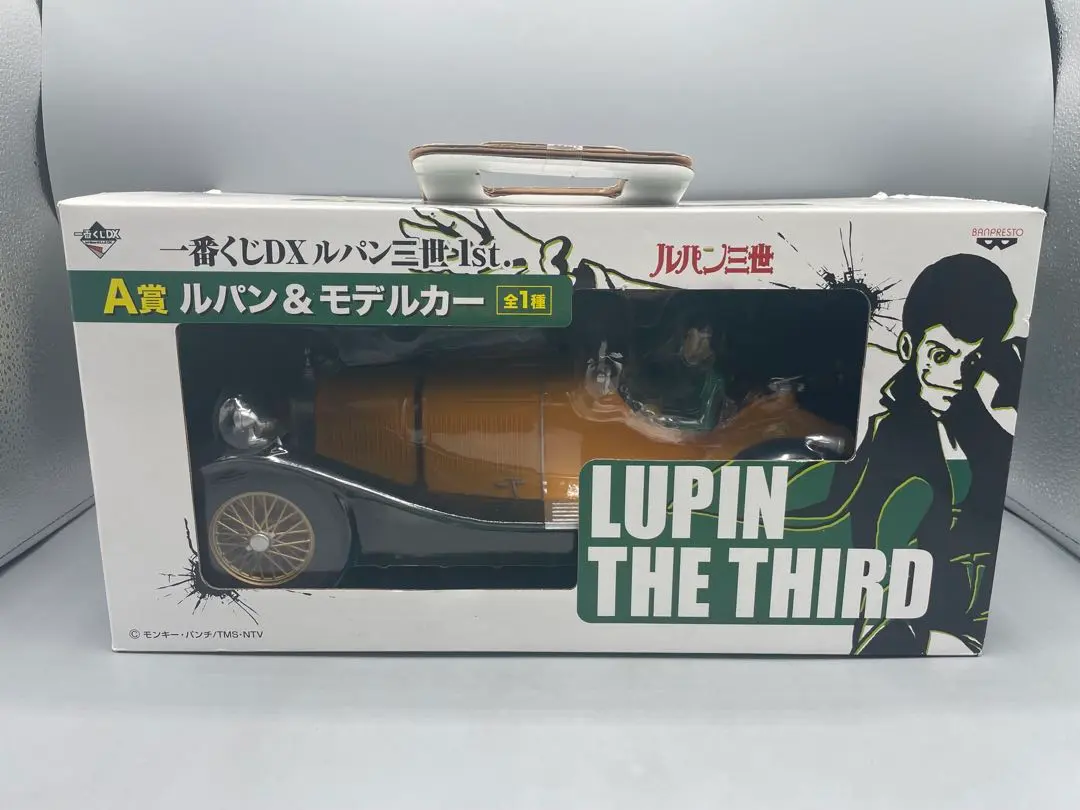 一番くじDX
一番くじDX ルパン三世 1st.
ルパン三世
BANPRESTO
A賞 ルパン&モデルカー 全1種
LUPIN
THE THIRD
© モンキー・パンチ/TMS・NTV